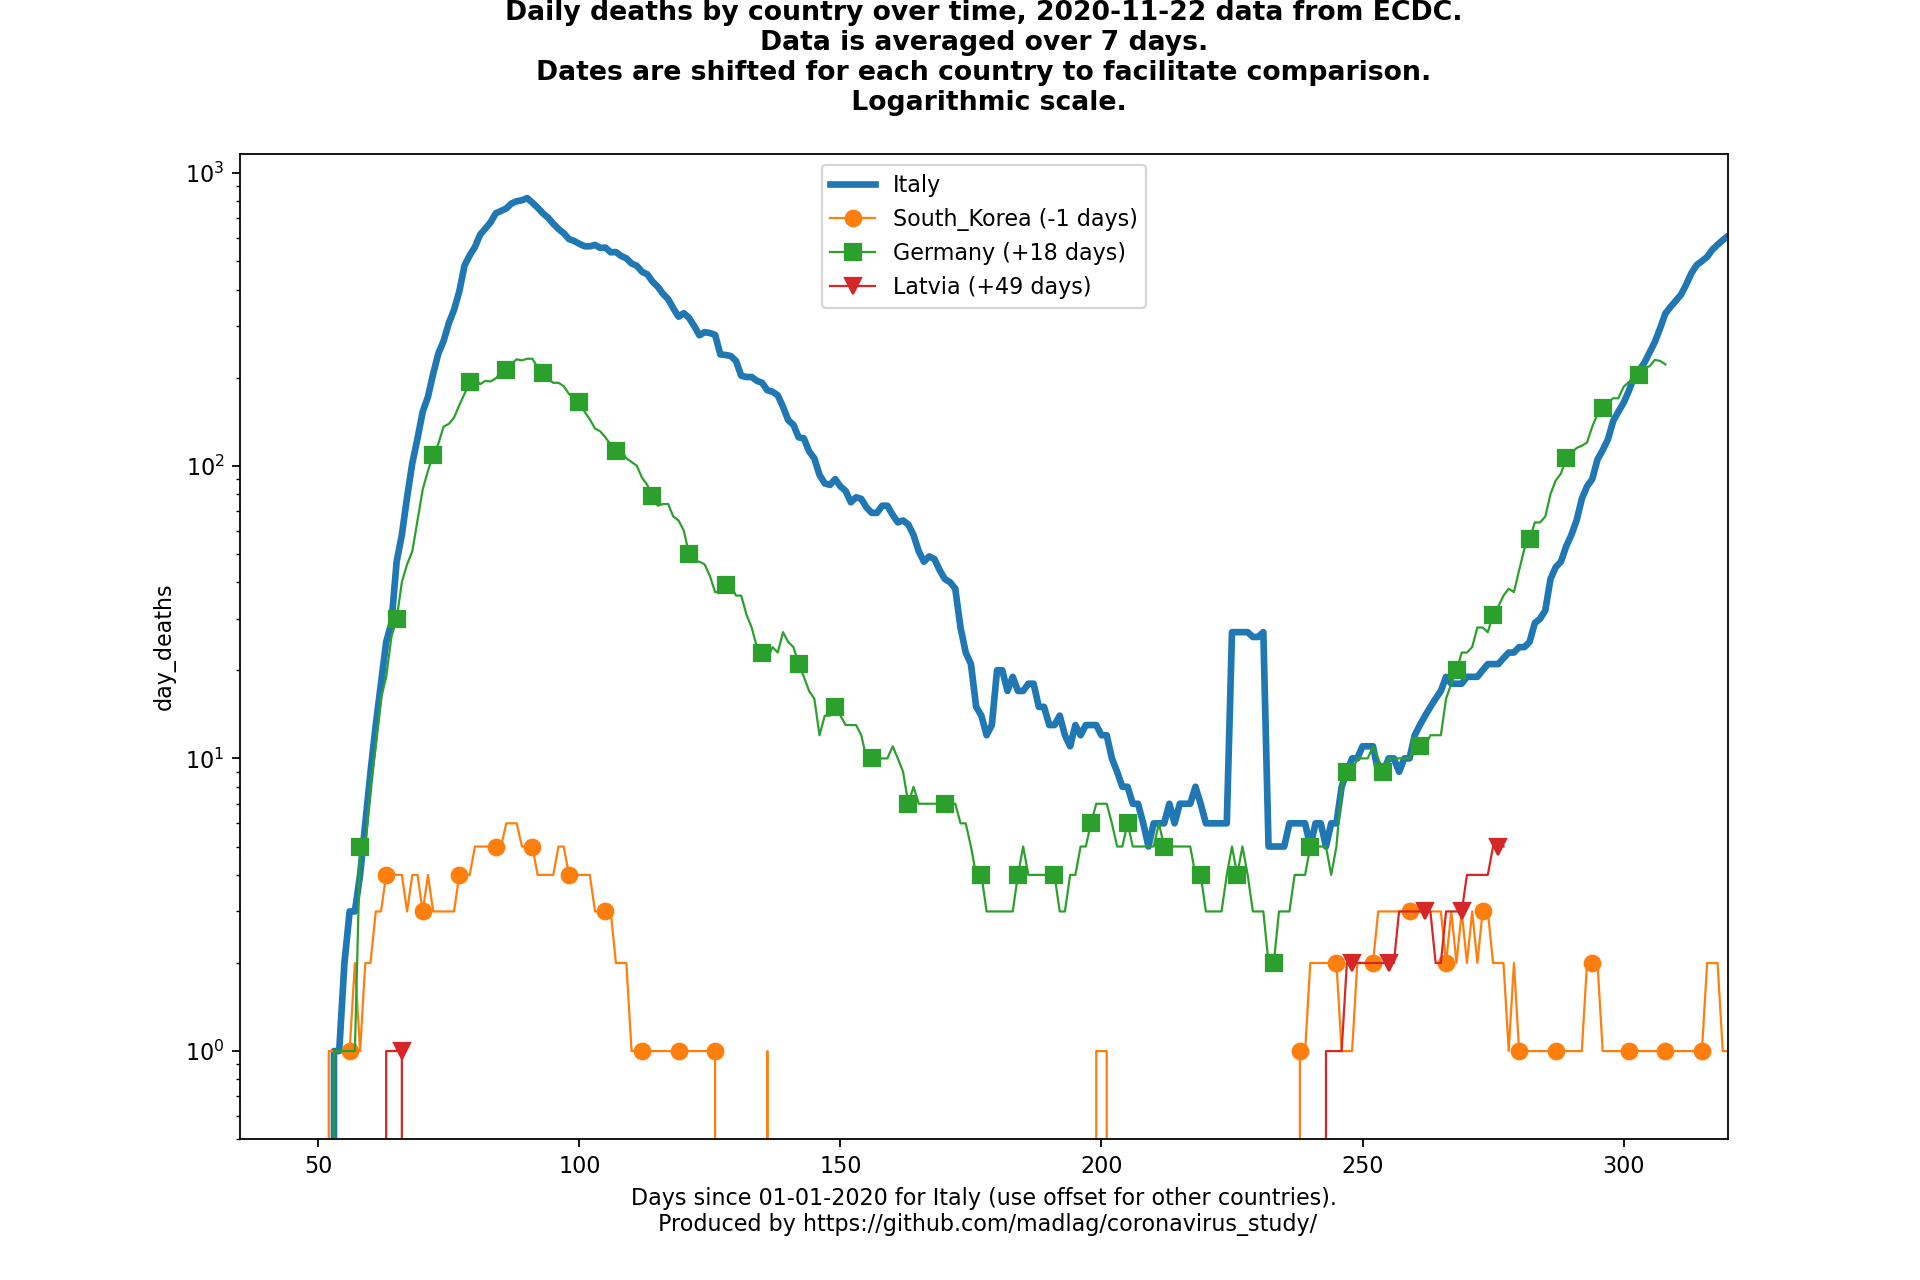 Daily deaths by country over time, 2020-11-22 data from ECDC.
Data is averaged over 7 days.
Dates are shifted for each country to facilitate comparison.
Logarithmic scale.
Italy
South_Korea (-1 days)
Germany (+18 days)
Latvia (+49 days)
day_deaths
10³
10²
10¹
10⁰
50 100 150 200 250 300
Days since 01-01-2020 for Italy (use offset for other countries).
Produced by https://github.com/madlag/coronavirus_study/